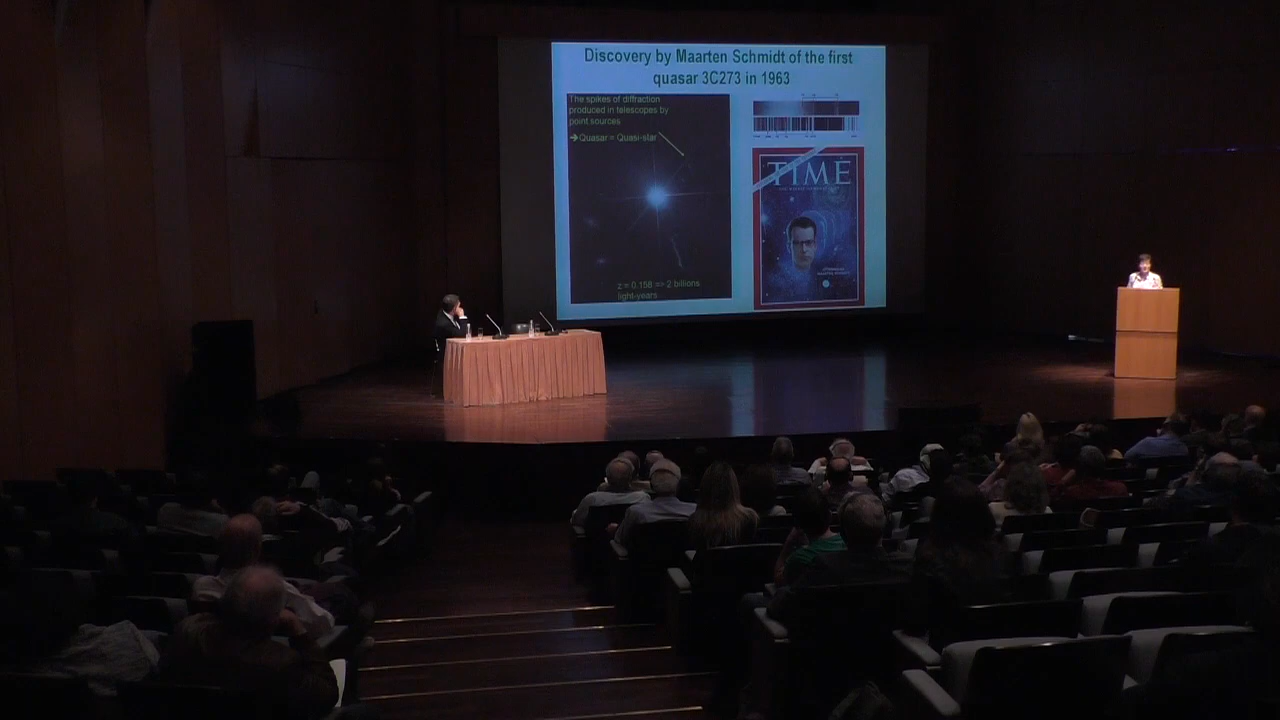 Discovery by Maarten Schmidt of the first
quasar 3C273 in 1963
The spikes of diffraction
produced in telescopes by
point sources
➔Quasar = Quasi-star
z = 0.158 => 2 billions
light-years
TIME